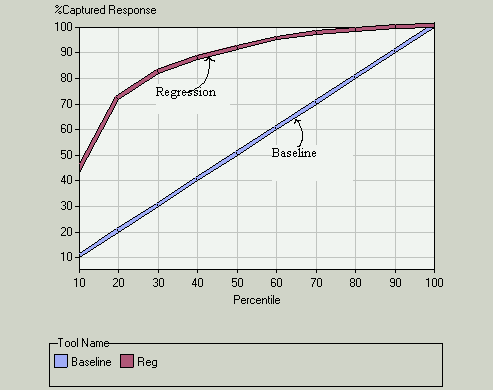 %Captured Response
100
90
80
70
60
50
40
30
20
10
Regression
Baseline
10 20 30 40 50 60 70 80 90 100
Percentile
Tool Name
Baseline Reg